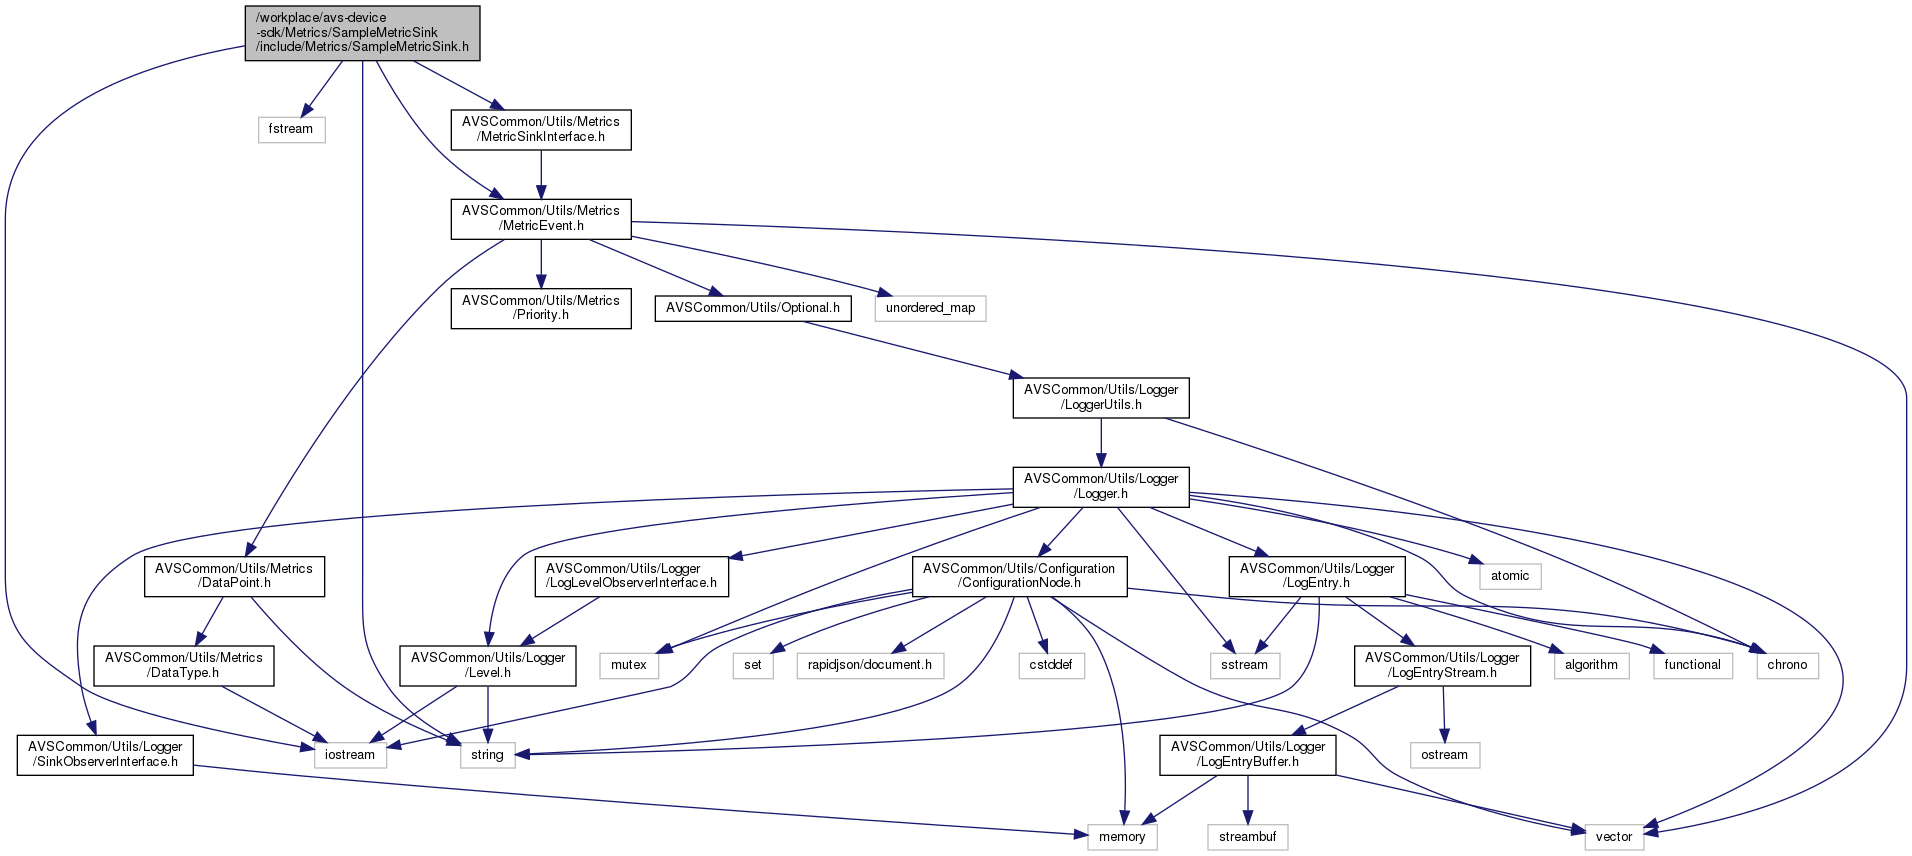 /workplace/avs-device
-sdk/Metrics/SampleMetricSink
/include/Metrics/SampleMetricSink.h
fstream
AVSCommon/Utils/Metrics
/MetricSinkInterface.h
AVSCommon/Utils/Metrics
/MetricEvent.h
AVSCommon/Utils/Metrics
/Priority.h
AVSCommon/Utils/Optional.h
unordered_map
AVSCommon/Utils/Logger
/LoggerUtils.h
AVSCommon/Utils/Logger
/Logger.h
AVSCommon/Utils/Metrics
/DataPoint.h
AVSCommon/Utils/Logger
/LogLevelObserverInterface.h
AVSCommon/Utils/Configuration
/ConfigurationNode.h
AVSCommon/Utils/Logger
/LogEntry.h
atomic
AVSCommon/Utils/Metrics
/DataType.h
AVSCommon/Utils/Logger
/Level.h
mutex
set
rapidjson/document.h
cstddef
sstream
AVSCommon/Utils/Logger
/LogEntryStream.h
algorithm
functional
chrono
AVSCommon/Utils/Logger
/SinkObserverInterface.h
iostream
string
AVSCommon/Utils/Logger
/LogEntryBuffer.h
ostream
memory
streambuf
vector